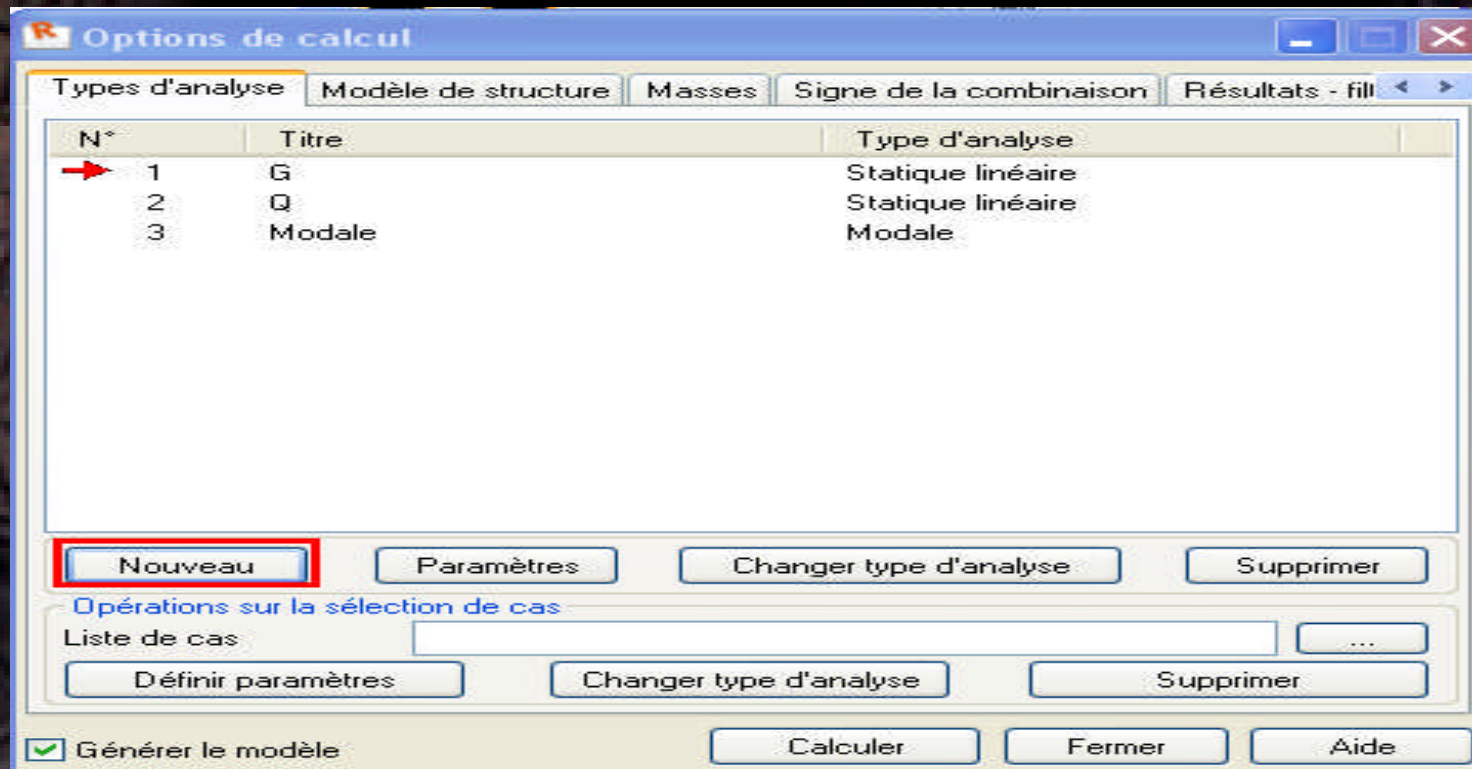 Options de calcul
Types d'analyse Modèle de structure Masses Signe de la combinaison Résultats - filt
N° Titre Type d'analyse
1 G Statique linéaire
2 Q Statique linéaire
3 Modale Modale
Nouveau Paramètres Changer type d'analyse Supprimer
Opérations sur la sélection de cas
Liste de cas ...
Définir paramètres Changer type d'analyse Supprimer
Générer le modèle Calculer Fermer Aide